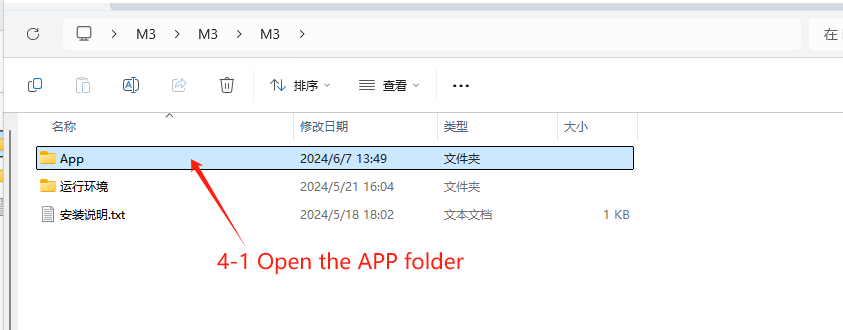 M3 M3 M3 在
排序 查看
名称 修改日期 类型 大小
App 2024/6/7 13:49 文件夹
运行环境 2024/5/21 16:04 文件夹
安装说明.txt 2024/5/18 18:02 文本文档 1 KB
4-1 Open the APP folder